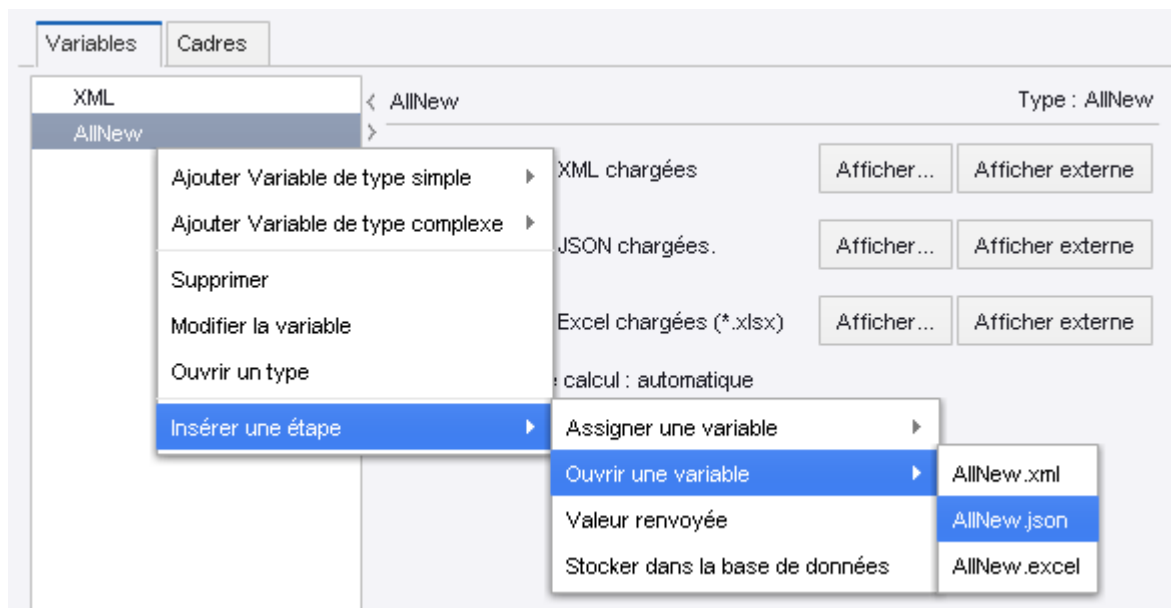 Variables Cadres
XML
AllNew
AllNew Type : AllNew
Ajouter Variable de type simple
Ajouter Variable de type complexe
Supprimer
Modifier la variable
Ouvrir un type
Insérer une étape
XML chargées Afficher... Afficher externe
JSON chargées. Afficher... Afficher externe
Excel chargées (*.xlsx) Afficher... Afficher externe
calcul : automatique
Assigner une variable
Ouvrir une variable
Valeur renvoyée
Stocker dans la base de données
AllNew.xml
AllNew.json
AllNew.excel